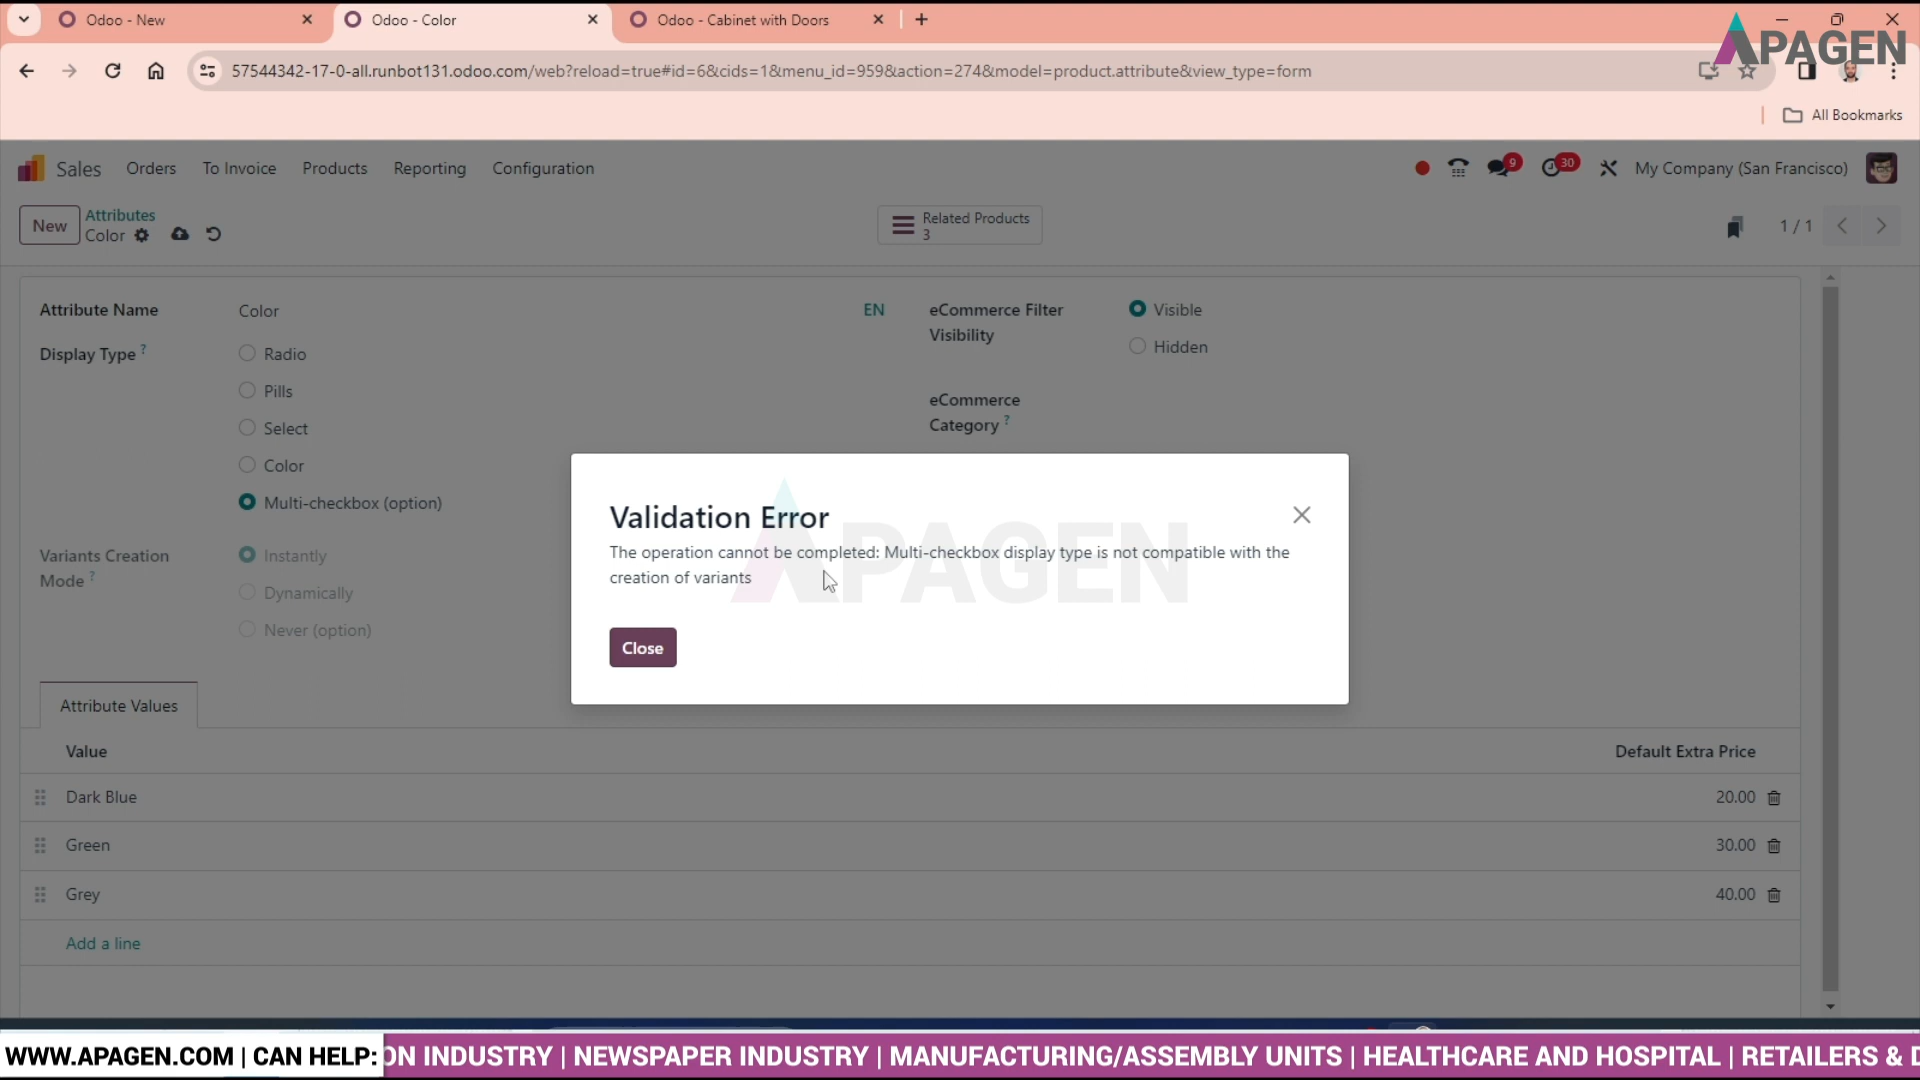 Odoo - New
Odoo - Color
Odoo - Cabinet with Doors
APAGEN
57544342-17-0-all.runbot131.odoo.com/web?reload=true#id=6&cids=1&menu_id=959&action=274&model=product.attribute&view_type=form
All Bookmarks
Sales Orders To Invoice Products Reporting Configuration
9
30
My Company (San Francisco)
New
Attributes
Color
Related Products
3
1 / 1
Attribute Name
Color
EN
Display Type ?
Radio
Pills
Select
Color
Multi-checkbox (option)
Variants Creation
Mode ?
Instantly
Dynamically
Never (option)
eCommerce Filter
Visibility
Visible
Hidden
eCommerce
Category ?
Validation Error
The operation cannot be completed: Multi-checkbox display type is not compatible with the
creation of variants
APAGEN
Close
Attribute Values
Value Default Extra Price
Dark Blue 20.00
Green 30.00
Grey 40.00
Add a line
WWW.APAGEN.COM | CAN HELP: ON INDUSTRY | NEWSPAPER INDUSTRY | MANUFACTURING/ASSEMBLY UNITS | HEALTHCARE AND HOSPITAL | RETAILERS &